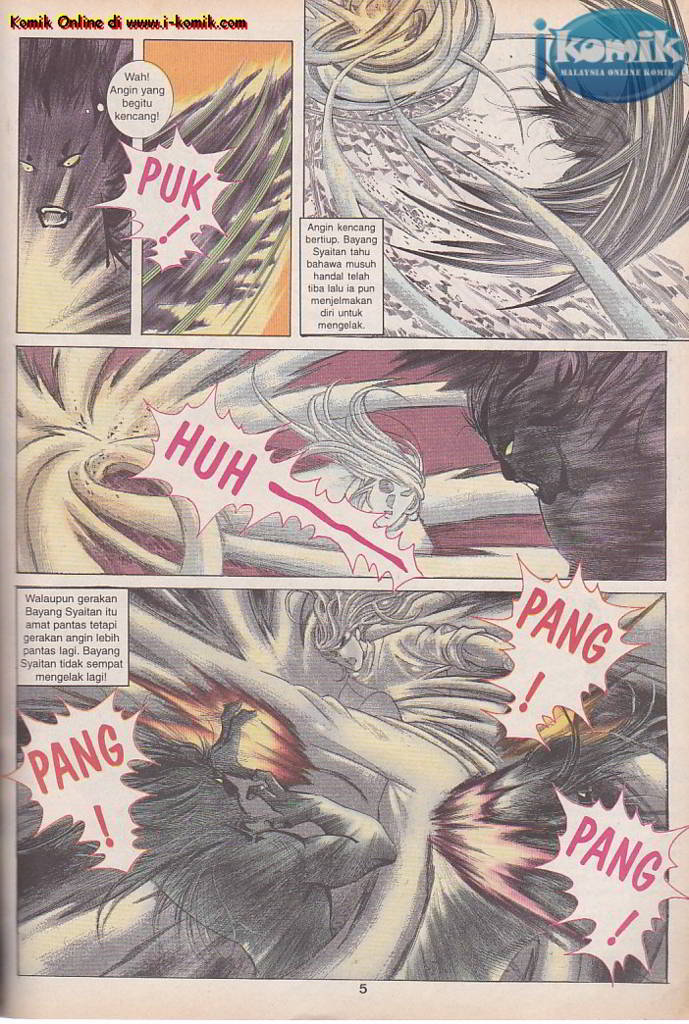 Komik Online di www.i-komik.com
ikomik
MALAYSIA ONLINE KOMIK
Wah!
Angin yang
begitu
kencang!
PUK
!
Angin kencang
bertiup. Bayang
Syaitan tahu
bahawa musuh
handal telah
tiba lalu ia pun
menjelmakan
diri untuk
mengelak.
HUH
Walaupun gerakan
Bayang Syaitan itu
amat pantas tetapi
gerakan angin lebih
pantas lagi. Bayang
Syaitan tidak sempat
mengelak lagi!
PANG
!
PANG
!
PANG
!
5